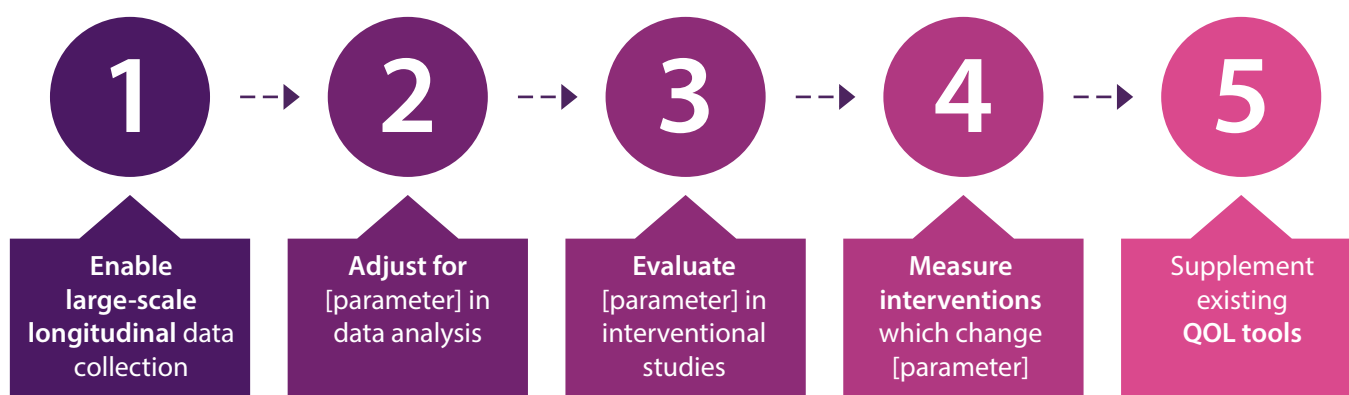 1
Enable
large-scale
longitudinal data
collection
2
Adjust for
[parameter] in
data analysis
3
Evaluate
[parameter] in
interventional
studies
4
Measure
interventions
which change
[parameter]
5
Supplement
existing
QOL tools